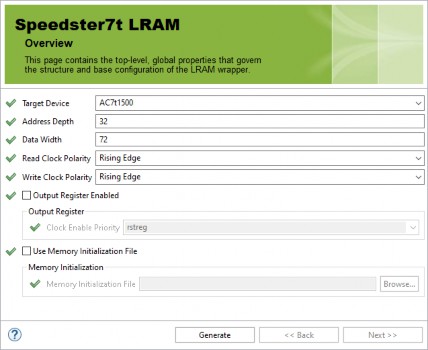 Speedster7t LRAM
Overview
This page contains the top-level, global properties that govern
the structure and base configuration of the LRAM wrapper.
Target Device AC7t1500
Address Depth 32
Data Width 72
Read Clock Polarity Rising Edge
Write Clock Polarity Rising Edge
Output Register Enabled
Output Register
Clock Enable Priority rstreg
Use Memory Initialization File
Memory Initialization
Memory Initialization File Browse...
? Generate << Back Next >>